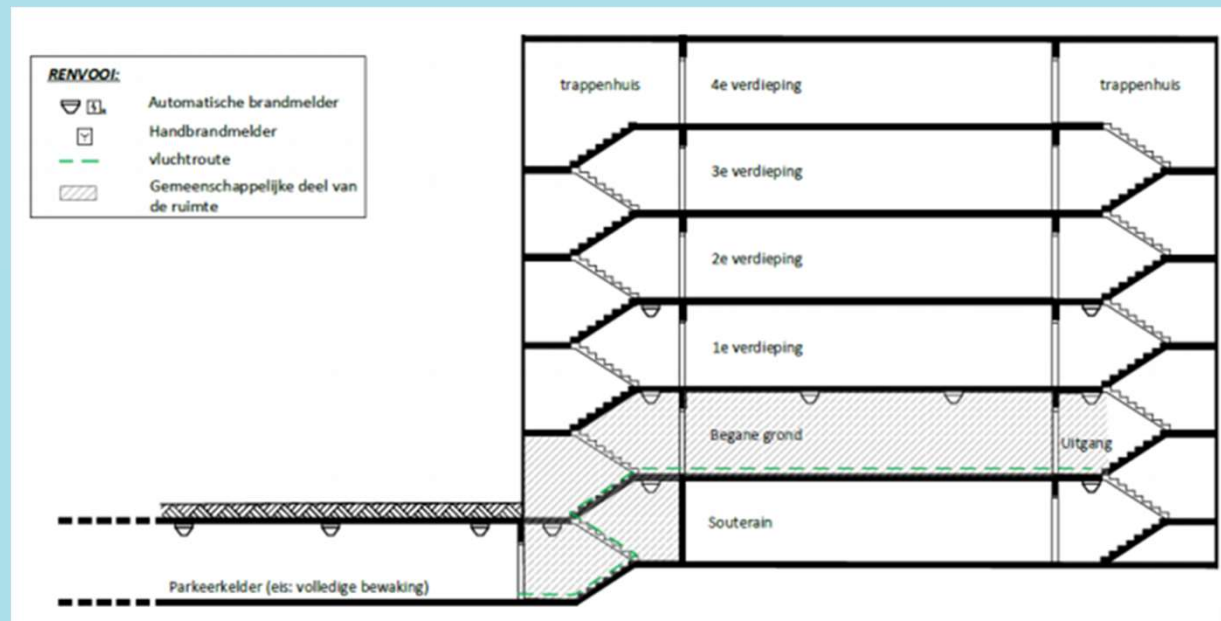 RENVOOI:
Automatische brandmelder
Handbrandmelder
vluchtroute
Gemeenschappelijke deel van
de ruimte
trappenhuis
4e verdieping
trappenhuis
3e verdieping
2e verdieping
1e verdieping
Begane grond
Uitgang
Souterain
Parkeerkelder (eis: volledige bewaking)